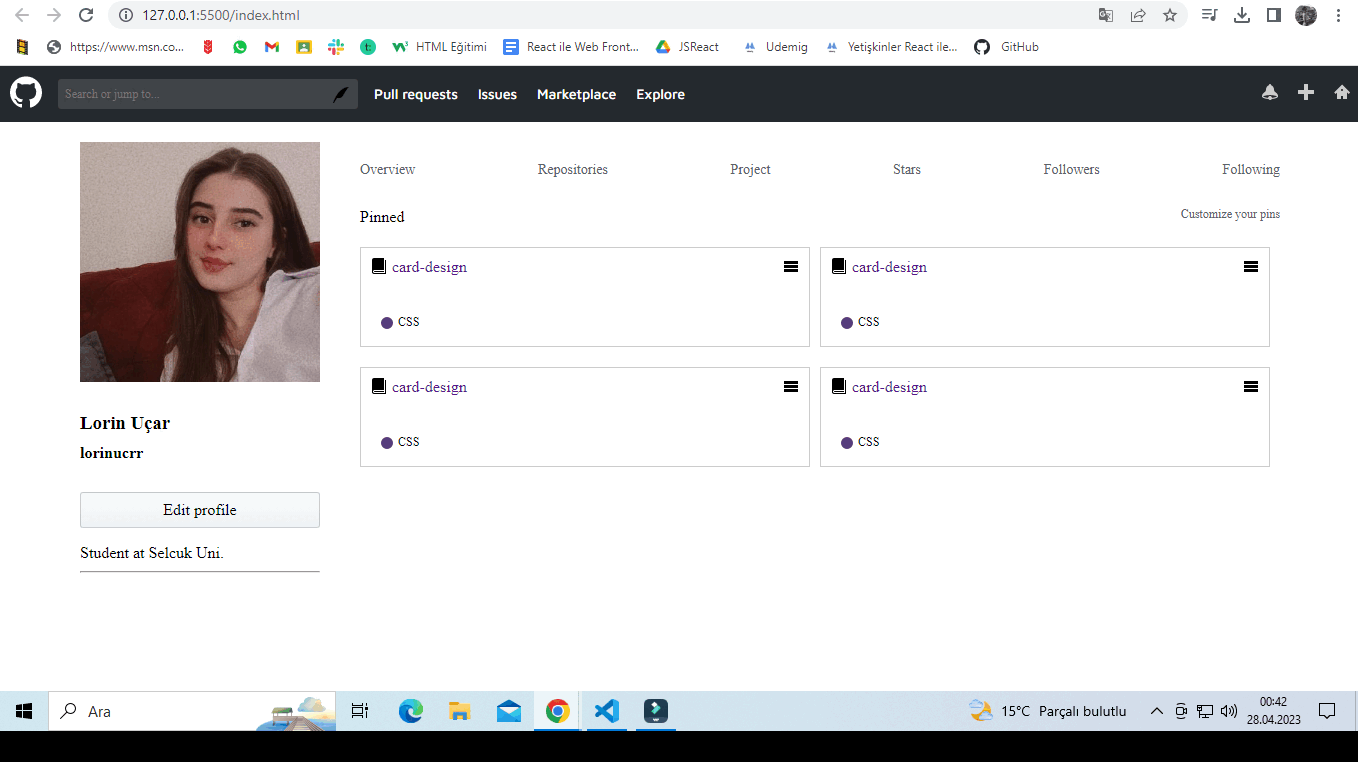 127.0.0.1:5500/index.html
https://www.msn.co... HTML Eğitimi React ile Web Front... JSReact Udemig Yetişkinler React ile... GitHub
Search or jump to... Pull requests Issues Marketplace Explore
Overview Repositories Project Stars Followers Following
Pinned Customize your pins
card-design card-design
CSS CSS
card-design card-design
CSS CSS
Lorin Uçar
lorinucrr
Edit profile
Student at Selcuk Uni.
Ara 15°C Parçalı bulutlu 00:42
28.04.2023